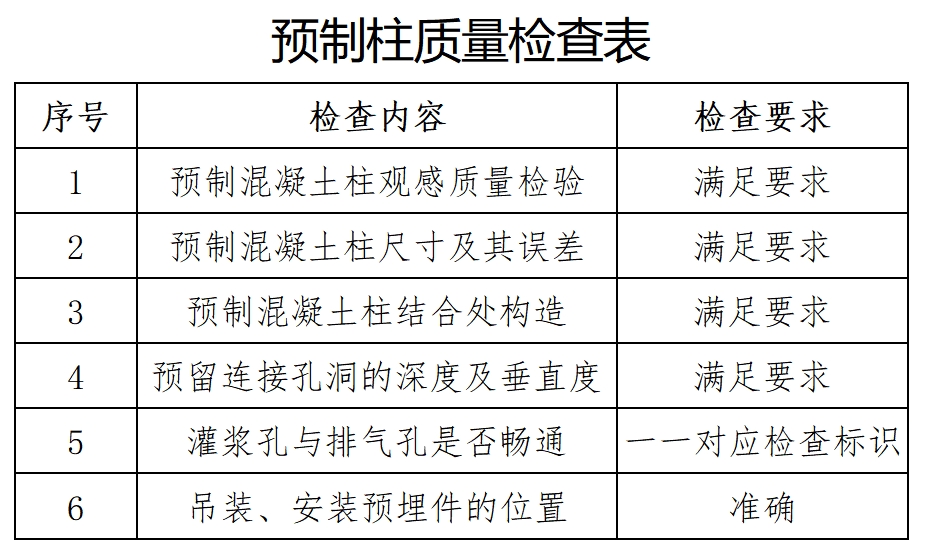 预制柱质量检查表
序号 检查内容 检查要求
1 预制混凝土柱观感质量检验 满足要求
2 预制混凝土柱尺寸及其误差 满足要求
3 预制混凝土柱结合处构造 满足要求
4 预留连接孔洞的深度及垂直度 满足要求
5 灌浆孔与排气孔是否畅通 一一对应检查标识
6 吊装、安装预埋件的位置 准确